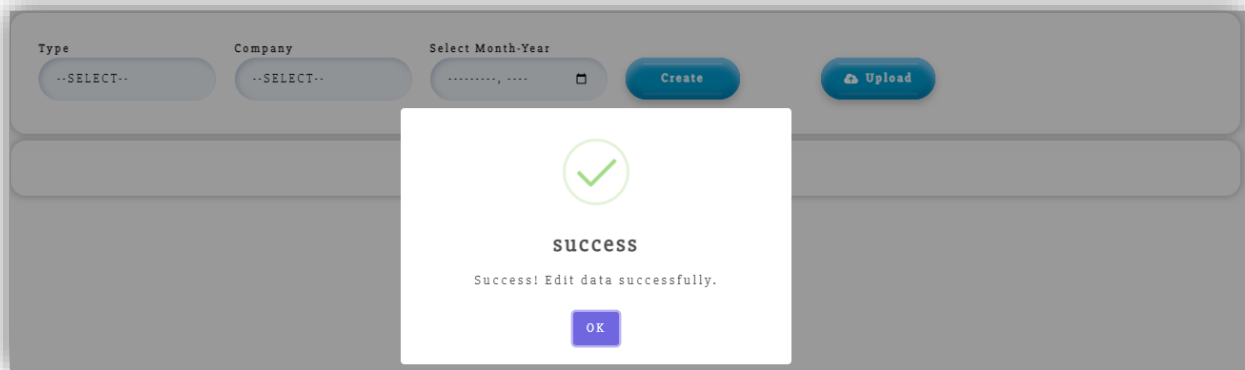 Type Company Select Month-Year
--SELECT-- --SELECT-- ---------, ---- Create Upload
success
Success! Edit data successfully.
OK